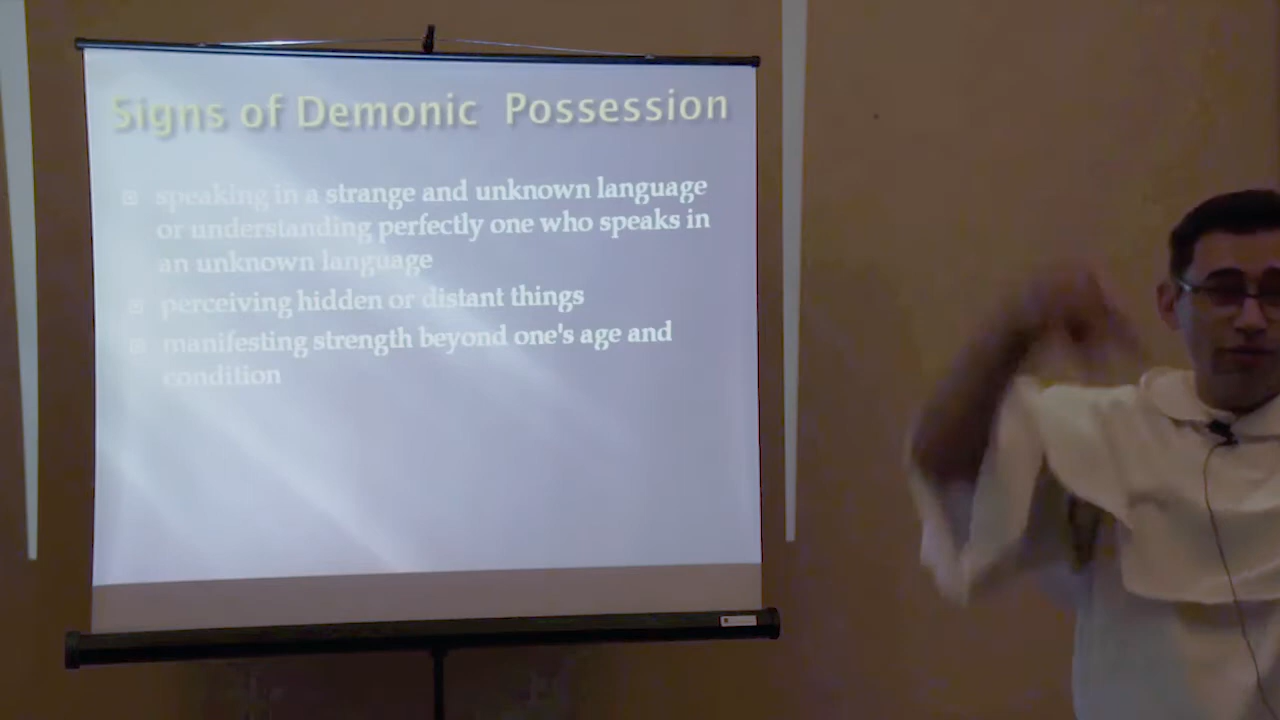 Signs of Demonic Possession
speaking in a strange and unknown language
or understanding perfectly one who speaks in
an unknown language
perceiving hidden or distant things
manifesting strength beyond one's age and
condition